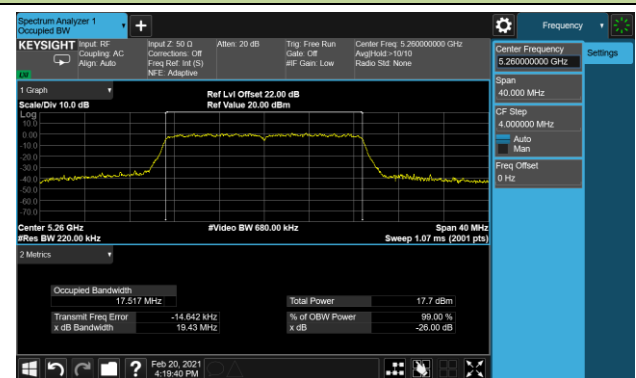 Spectrum Analyzer 1
Occupied BW
+
Frequency
KEYSIGHT
Input: RF
Coupling: AC
Align: Auto
Input Z: 50 Ω
Corrections: Off
Freq Ref: Int (S)
NFE: Adaptive
Atten: 20 dB
Trig: Free Run
Gate: Off
#IF Gain: Low
Center Freq: 5.260000000 GHz
Avg|Hold:>10/10
Radio Std: None
Center Frequency
5.260000000 GHz
Settings
Span
40.000 MHz
CF Step
4.000000 MHz
Auto
Man
Freq Offset
0 Hz
1 Graph
Scale/Div 10.0 dB
Ref Lvl Offset 22.00 dB
Ref Value 20.00 dBm
Log
10.0
0.00
-10.0
-20.0
-30.0
-40.0
-50.0
-60.0
-70.0
Center 5.26 GHz
#Res BW 220.00 kHz
#Video BW 680.00 kHz
Span 40 MHz
Sweep 1.07 ms (2001 pts)
2 Metrics
Occupied Bandwidth
17.517 MHz
Total Power 17.7 dBm
Transmit Freq Error -14.642 kHz
% of OBW Power 99.00 %
x dB Bandwidth 19.43 MHz
x dB -26.00 dB
?
Feb 20, 2021
4:19:40 PM